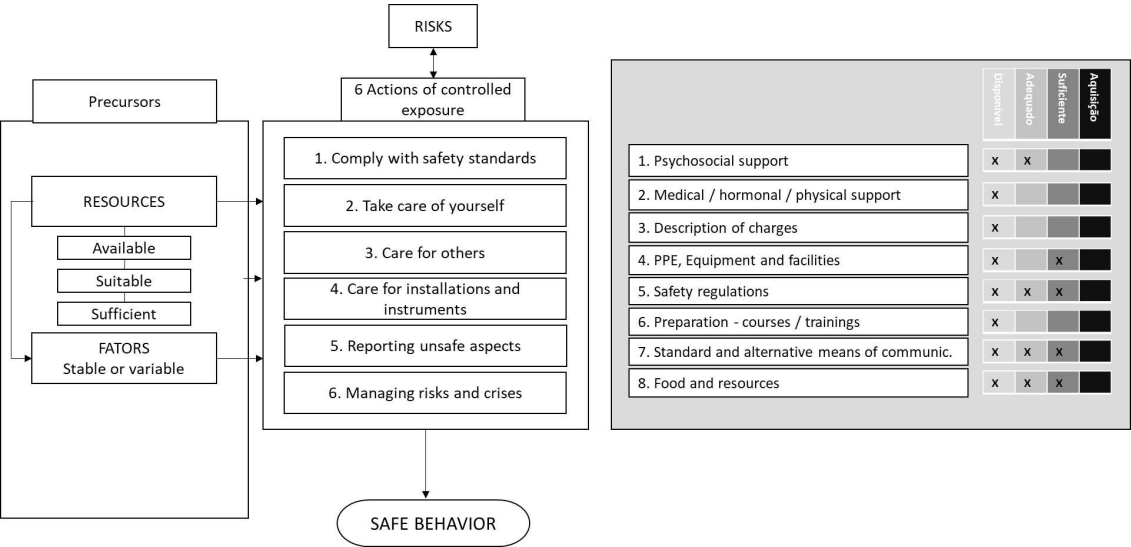 RISKS
6 Actions of controlled
exposure
Precursors
RESOURCES
Available
Suitable
Sufficient
FATORS
Stable or variable
1. Comply with safety standards
2. Take care of yourself
3. Care for others
4. Care for installations and
instruments
5. Reporting unsafe aspects
6. Managing risks and crises
SAFE BEHAVIOR
Disponível
Adequado
Suficiente
Aquisição
1. Psychosocial support x x
2. Medical / hormonal / physical support x
3. Description of charges x
4. PPE, Equipment and facilities x x
5. Safety regulations x x x
6. Preparation - courses / trainings x
7. Standard and alternative means of communic. x x x
8. Food and resources x x x